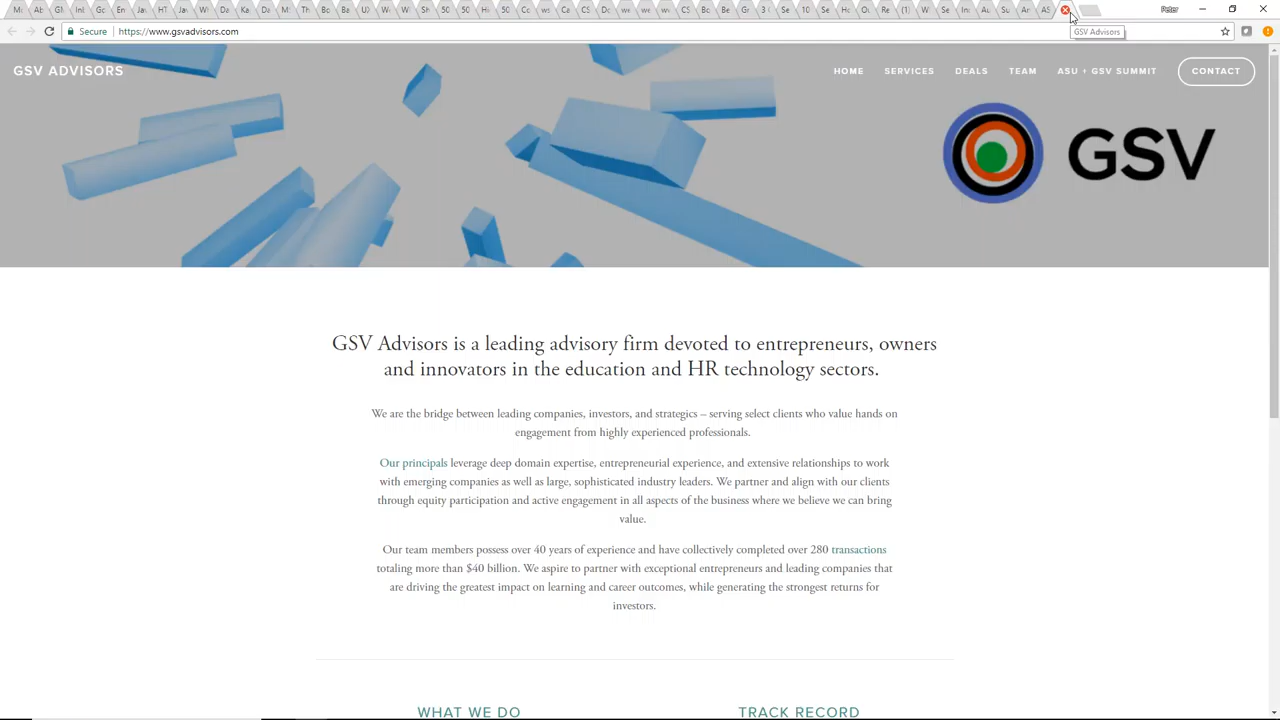 Peter
Secure
https://www.gsvadvisors.com
GSV Advisors
GSV ADVISORS
HOME
SERVICES
DEALS
TEAM
ASU + GSV SUMMIT
CONTACT
GSV
GSV Advisors is a leading advisory firm devoted to entrepreneurs, owners
and innovators in the education and HR technology sectors.
We are the bridge between leading companies, investors, and strategics – serving select clients who value hands on
engagement from highly experienced professionals.
Our principals leverage deep domain expertise, entrepreneurial experience, and extensive relationships to work
with emerging companies as well as large, sophisticated industry leaders. We partner and align with our clients
through equity participation and active engagement in all aspects of the business where we believe we can bring
value.
Our team members possess over 40 years of experience and have collectively completed over 280 transactions
totaling more than $40 billion. We aspire to partner with exceptional entrepreneurs and leading companies that
are driving the greatest impact on learning and career outcomes, while generating the strongest returns for
investors.
WHAT WE DO
TRACK RECORD